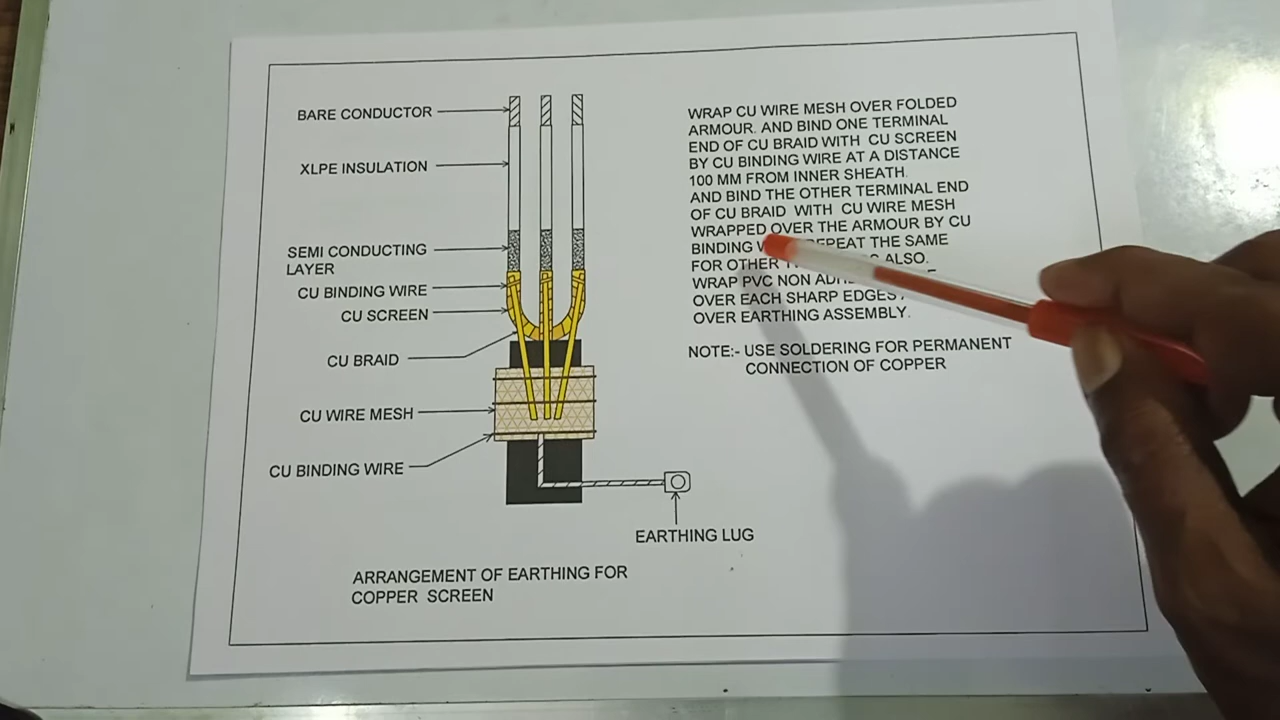 BARE CONDUCTOR
XLPE INSULATION
SEMI CONDUCTING
LAYER
CU BINDING WIRE
CU SCREEN
CU BRAID
CU WIRE MESH
CU BINDING WIRE
EARTHING LUG
ARRANGEMENT OF EARTHING FOR
COPPER SCREEN
WRAP CU WIRE MESH OVER FOLDED
ARMOUR. AND BIND ONE TERMINAL
END OF CU BRAID WITH CU SCREEN
BY CU BINDING WIRE AT A DISTANCE
100 MM FROM INNER SHEATH.
AND BIND THE OTHER TERMINAL END
OF CU BRAID WITH CU WIRE MESH
WRAPPED OVER THE ARMOUR BY CU
BINDING REPEAT THE SAME
FOR OTHER ALSO.
WRAP PVC NON
OVER EACH SHARP EDGES
OVER EARTHING ASSEMBLY.
NOTE:- USE SOLDERING FOR PERMANENT
CONNECTION OF COPPER